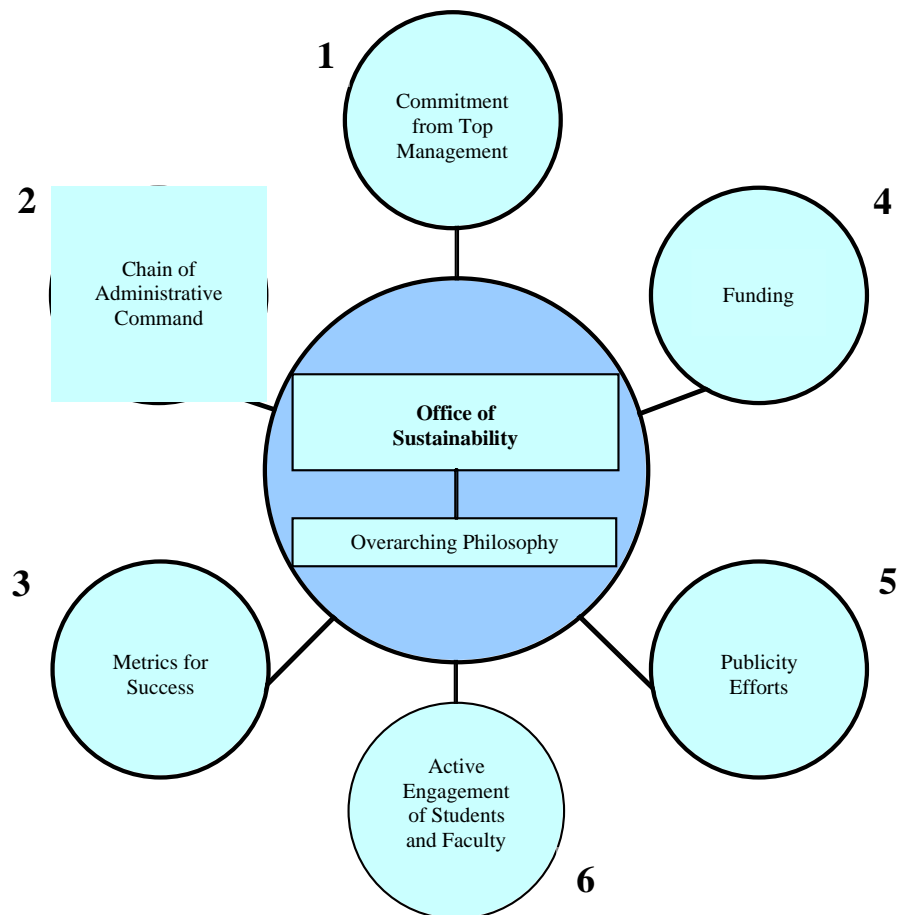 1
Commitment
from Top
Management
2
Chain of
Administrative
Command
4
Funding
Office of
Sustainability
Overarching Philosophy
3
Metrics for
Success
5
Publicity
Efforts
Active
Engagement
of Students
and Faculty
6